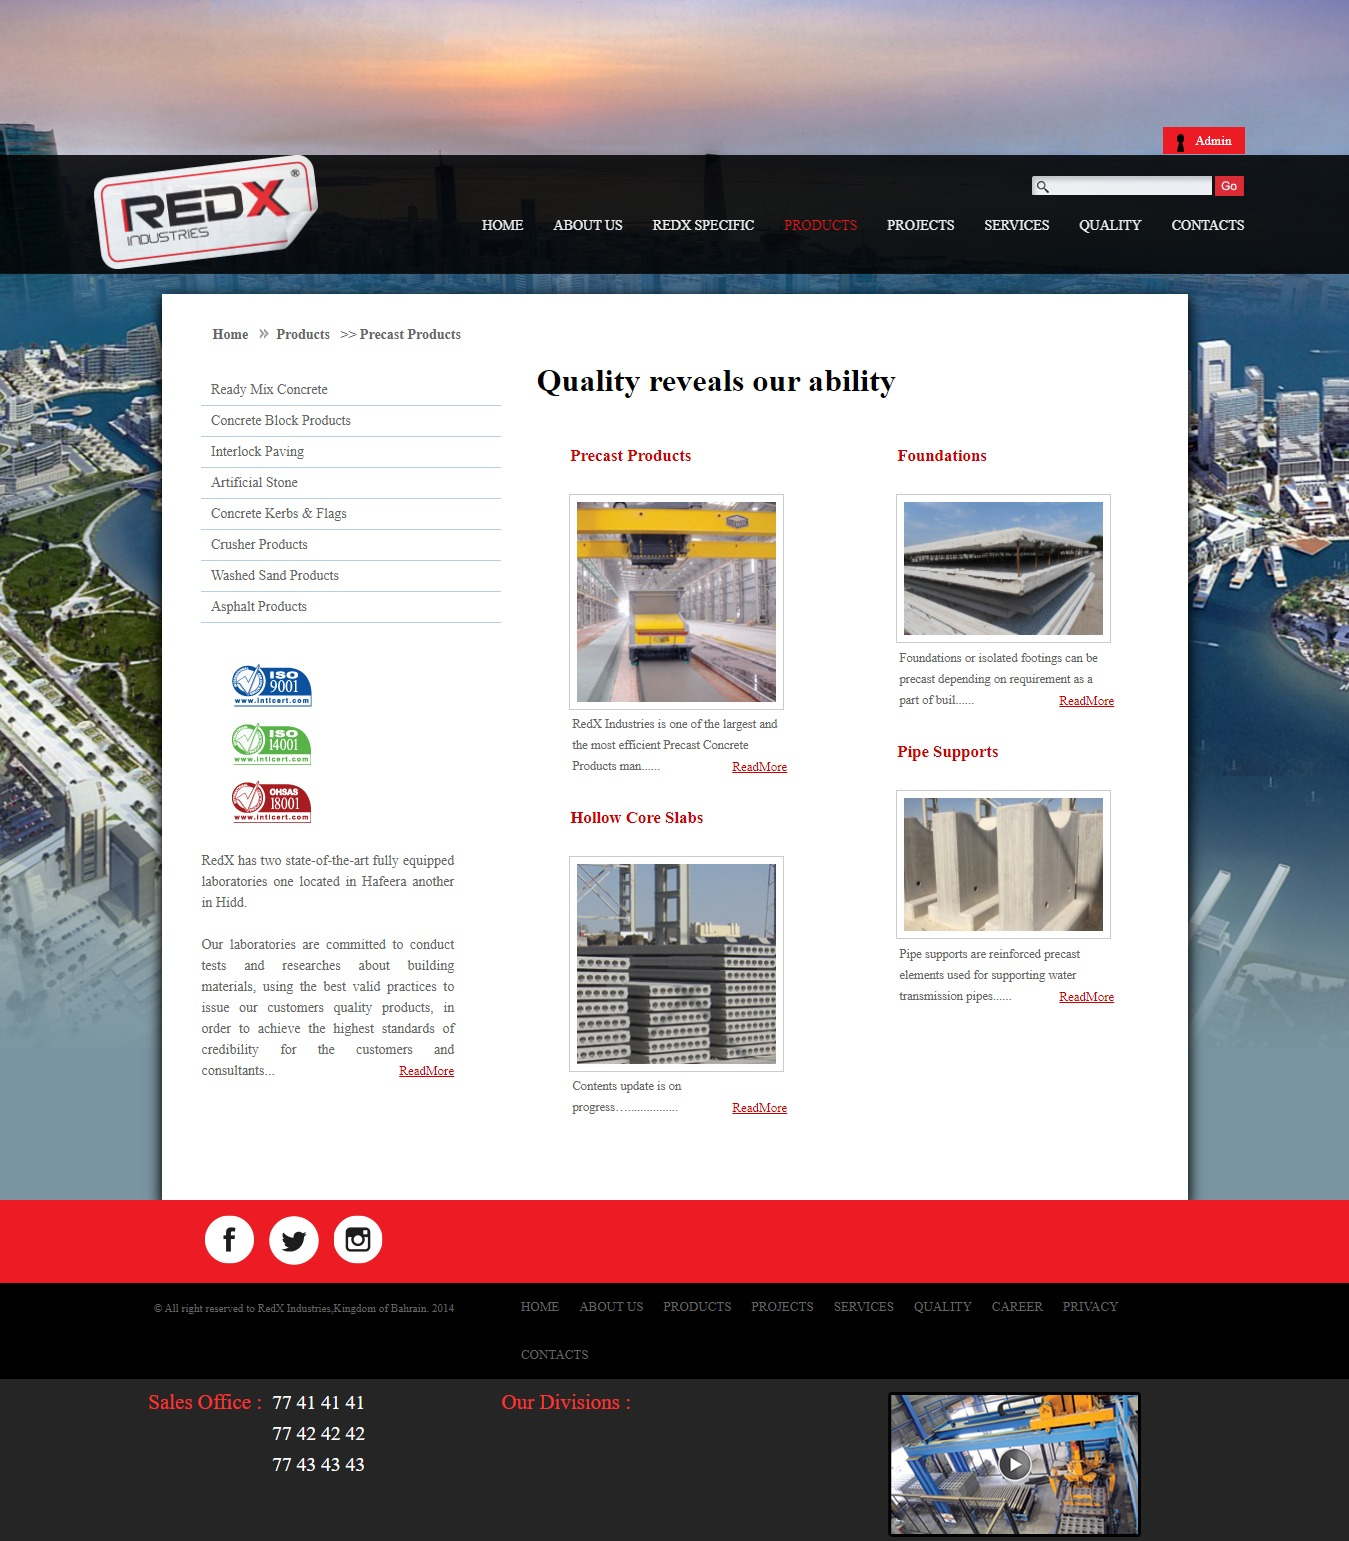 Admin
REDX®
INDUSTRIES
Go
HOME ABOUT US REDX SPECIFIC PRODUCTS PROJECTS SERVICES QUALITY CONTACTS
Home » Products >> Precast Products
Ready Mix Concrete
Concrete Block Products
Interlock Paving
Artificial Stone
Concrete Kerbs & Flags
Crusher Products
Washed Sand Products
Asphalt Products
ISO
9001
www.inticert.com
ISO
14001
www.inticert.com
OHSAS
18001
www.inticert.com
RedX has two state-of-the-art fully equipped
laboratories one located in Hafeera another
in Hidd.
Our laboratories are committed to conduct
tests and researches about building
materials, using the best valid practices to
issue our customers quality products, in
order to achieve the highest standards of
credibility for the customers and
consultants... ReadMore
Quality reveals our ability
Precast Products
RedX Industries is one of the largest and
the most efficient Precast Concrete
Products man...... ReadMore
Hollow Core Slabs
Contents update is on
progress…................. ReadMore
Foundations
Foundations or isolated footings can be
precast depending on requirement as a
part of buil...... ReadMore
Pipe Supports
Pipe supports are reinforced precast
elements used for supporting water
transmission pipes...... ReadMore
© All right reserved to RedX Industries,Kingdom of Bahrain. 2014
HOME ABOUT US PRODUCTS PROJECTS SERVICES QUALITY CAREER PRIVACY
CONTACTS
Sales Office : 77 41 41 41
77 42 42 42
77 43 43 43
Our Divisions :